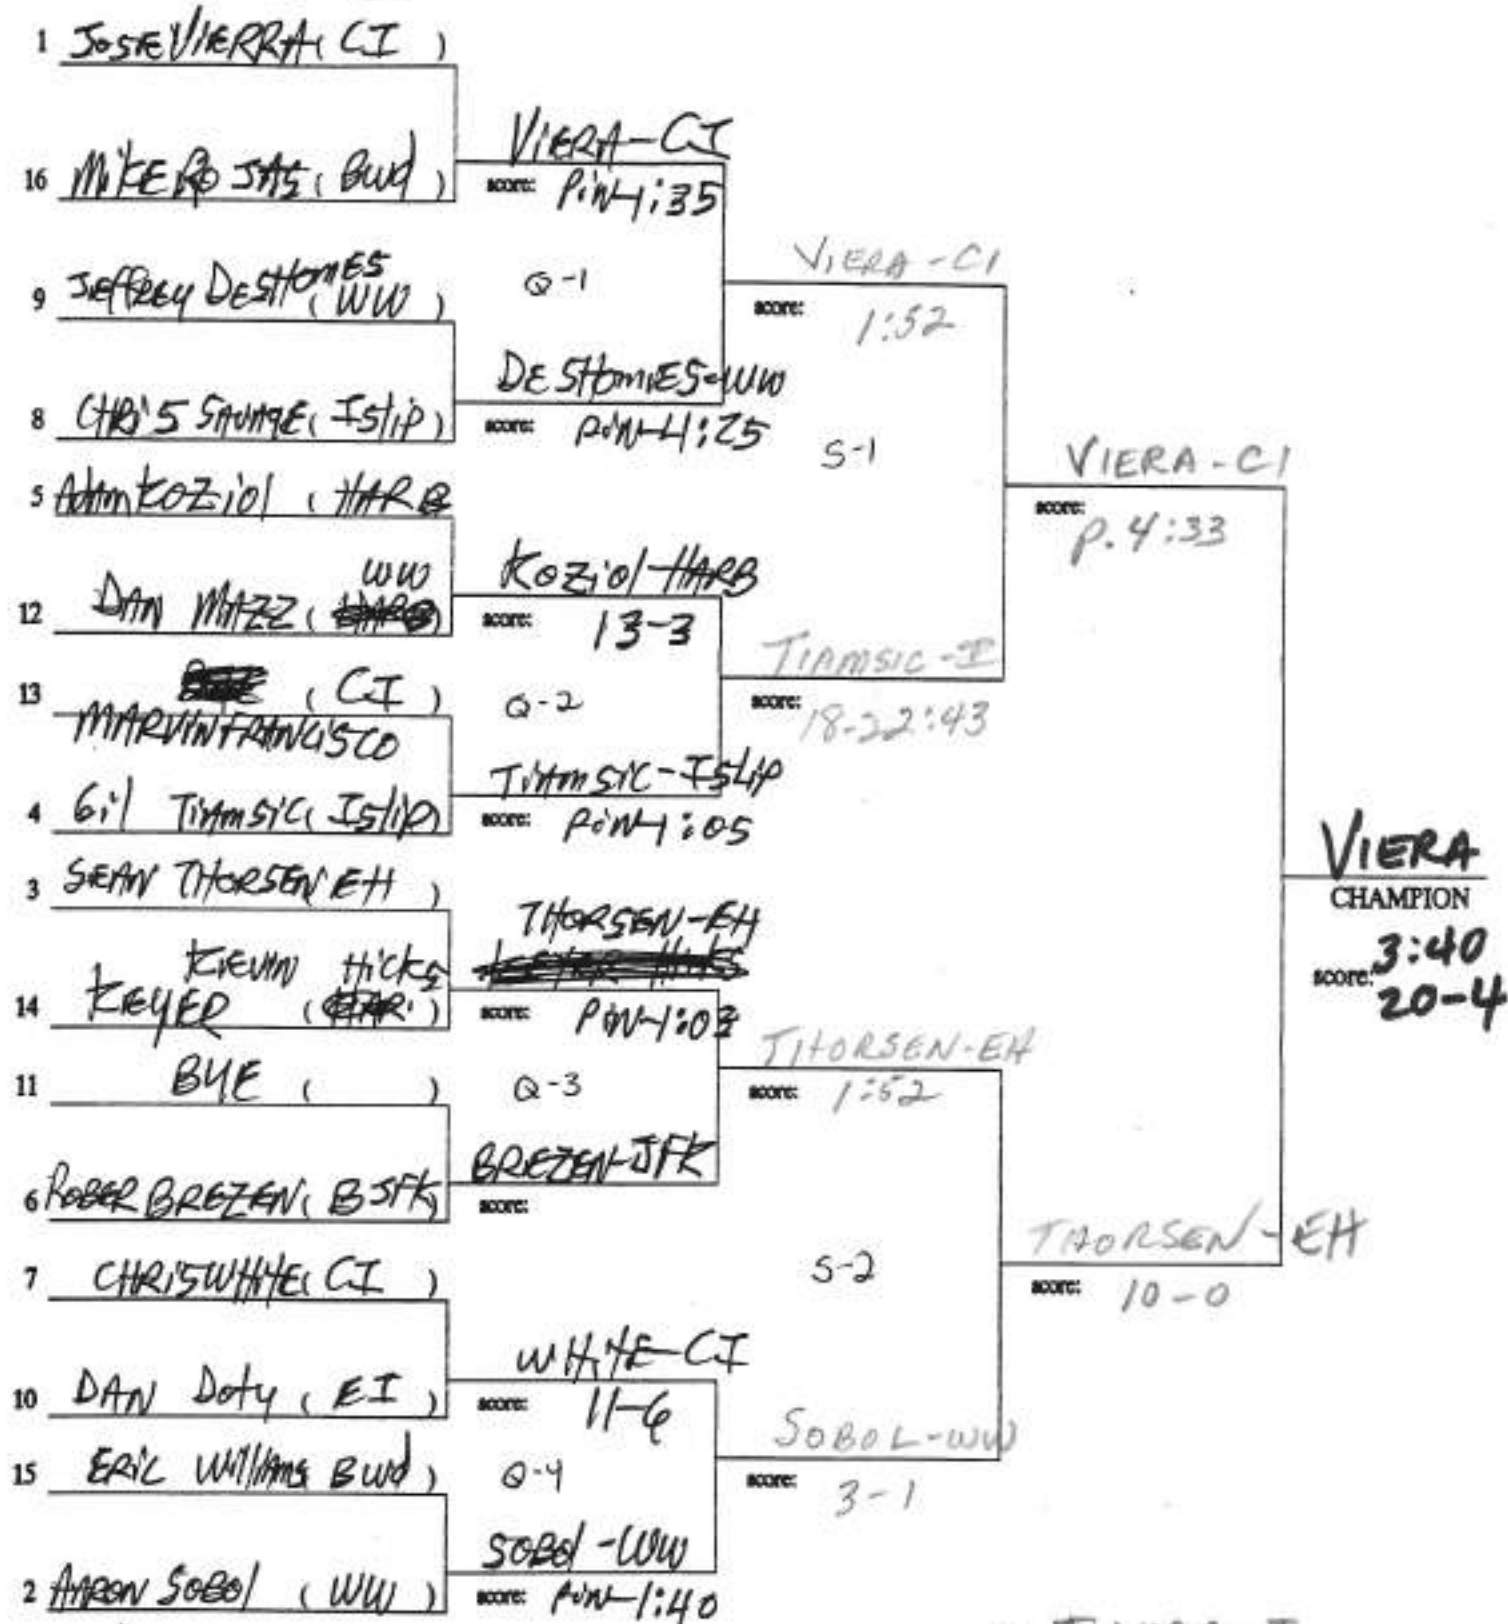 1 JOSE VIERRA (CI)
VIERA-CI
16 MIKE ROJAS (BWd)
score: PIN-1:35
VIERA-CI
9 JEFFREY DESHOMES (WW)
Q-1
score: 1:52
DESHOMIES-WW
8 CHRIS SAVAGE (ISLIP)
score: PIN-4:25
S-1
VIERA-CI
5 ADAM KOZIOL (HARB
score: P. 4:33
WW
KOZIOL-HARB
12 DAN MAZZ (HARB)
score: 13-3
TIAMSIC-I
13 (CI)
Q-2
score: 18-2 2:43
MARVIN FRANCISCO
TIAMSIC-ISLIP
4 Gil TIAMSIC (ISLIP)
score: PIN-1:05
VIERA
CHAMPION
3 SEAN THORSEN EH)
THORSEN-EH
score: 3:40
20-4
KEVIN HICKS
14 KEYER (HAR)
score: PIN-1:03
THORSEN-EH
11 BYE ( )
Q-3
score: 1:52
BREZEN-JFK
6 ROBER BREZEN (BJFK)
score:
THORSEN-EH
7 CHRIS WHITE (CI)
S-2
score: 10-0
WHITE-CI
10 DAN Doty (EI)
score: 11-6
SOBOL-WW
15 ERIC WILLIAMS BWd)
Q-4
score: 3-1
SOBOL-WW
2 AARON SOBOL (WW)
score: PIN-1:40